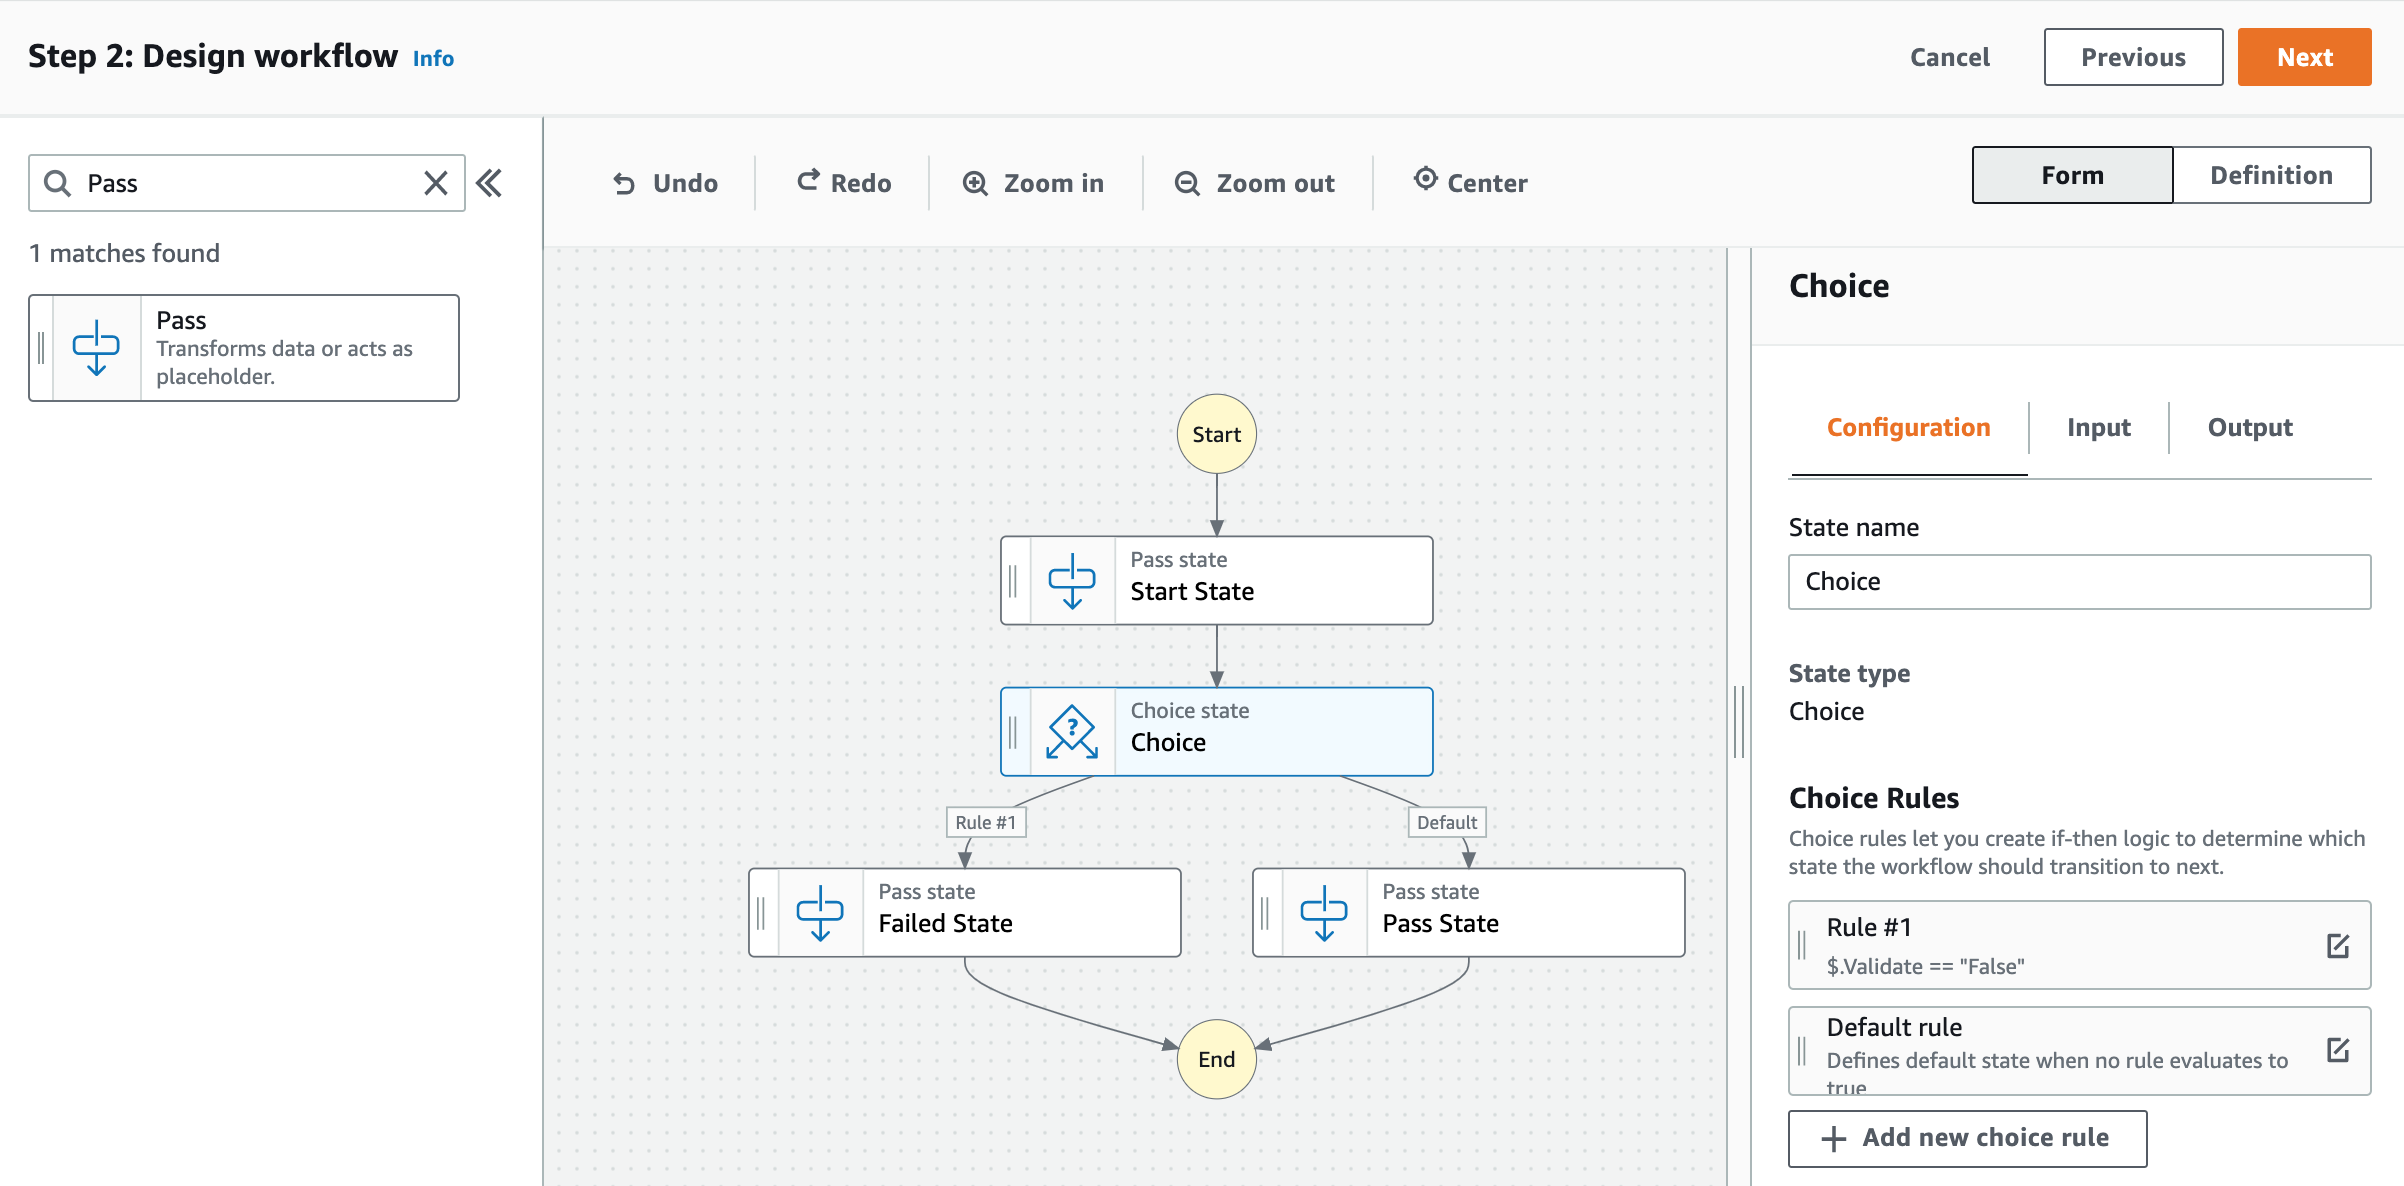 Step 2: Design workflow Info
Cancel
Previous
Next
Pass
1 matches found
Pass
Transforms data or acts as
placeholder.
Undo
Redo
Zoom in
Zoom out
Center
Form
Definition
Start
Pass state
Start State
Choice state
?
Choice
Rule #1
Default
Pass state
Failed State
Pass state
Pass State
End
Choice
Configuration
Input
Output
State name
Choice
State type
Choice
Choice Rules
Choice rules let you create if-then logic to determine which
state the workflow should transition to next.
Rule #1
$.Validate == "False"
Default rule
Defines default state when no rule evaluates to
true
Add new choice rule